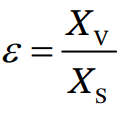 ε = X_v / X_s